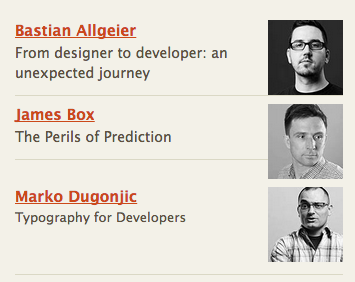 Bastian Allgeier
From designer to developer: an
unexpected journey
James Box
The Perils of Prediction
Marko Dugonjic
Typography for Developers